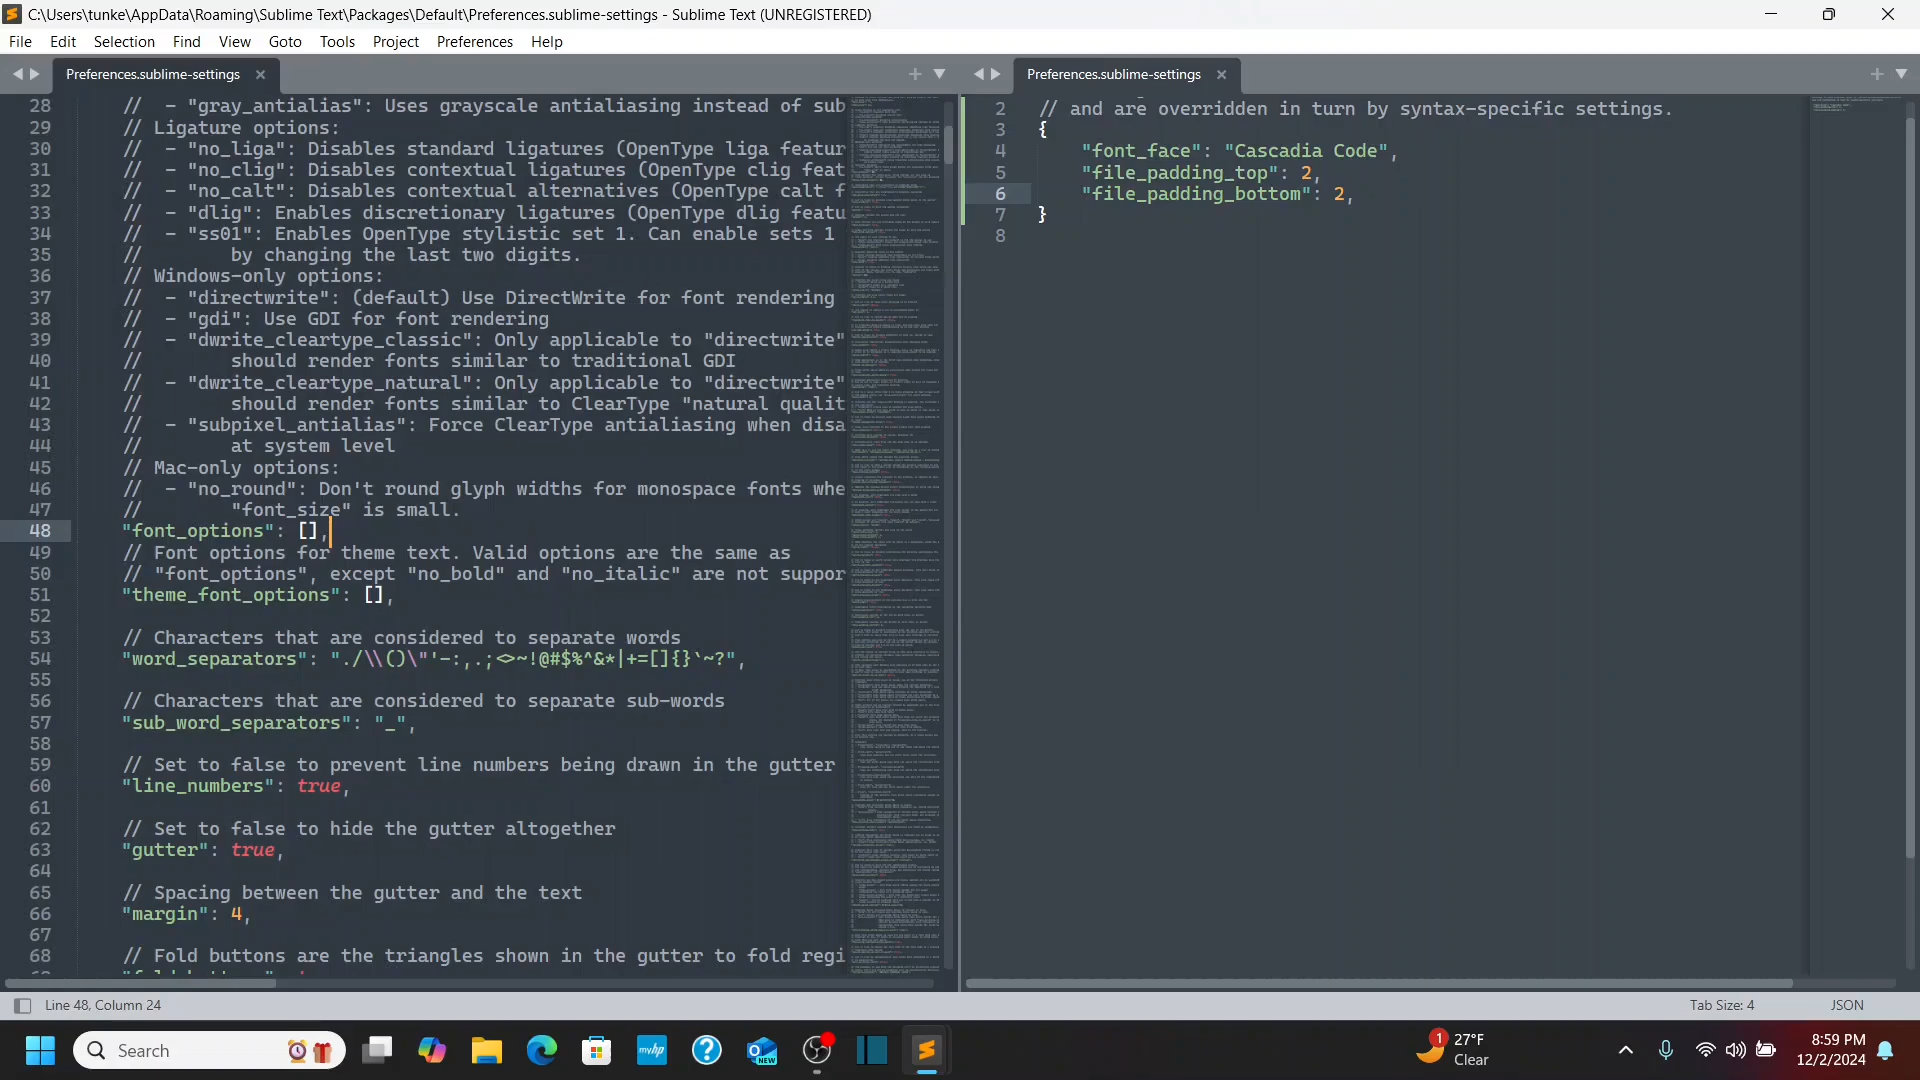 C:\Users\tunke\AppData\Roaming\Sublime Text\Packages\Default\Preferences.sublime-settings - Sublime Text (UNREGISTERED)
File Edit Selection Find View Goto Tools Project Preferences Help
Preferences.sublime-settings
28 // - "gray_antialias": Uses grayscale antialiasing instead of sub
29 // Ligature options:
30 // - "no_liga": Disables standard ligatures (OpenType liga featur
31 // - "no_clig": Disables contextual ligatures (OpenType clig feat
32 // - "no_calt": Disables contextual alternatives (OpenType calt f
33 // - "dlig": Enables discretionary ligatures (OpenType dlig featu
34 // - "ss01": Enables OpenType stylistic set 1. Can enable sets 1
35 // by changing the last two digits.
36 // Windows-only options:
37 // - "directwrite": (default) Use DirectWrite for font rendering
38 // - "gdi": Use GDI for font rendering
39 // - "dwrite_cleartype_classic": Only applicable to "directwrite"
40 // should render fonts similar to traditional GDI
41 // - "dwrite_cleartype_natural": Only applicable to "directwrite"
42 // should render fonts similar to ClearType "natural qualit
43 // - "subpixel_antialias": Force ClearType antialiasing when disa
44 // at system level
45 // Mac-only options:
46 // - "no_round": Don't round glyph widths for monospace fonts whe
47 // "font_size" is small.
48 "font_options": [],
49 // Font options for theme text. Valid options are the same as
50 // "font_options", except "no_bold" and "no_italic" are not suppor
51 "theme_font_options": [],
52
53 // Characters that are considered to separate words
54 "word_separators": "./\\()\"'-:,.;<>~!@#$%^&*|+=[]{}`~?",
55
56 // Characters that are considered to separate sub-words
57 "sub_word_separators": "_",
58
59 // Set to false to prevent line numbers being drawn in the gutter
60 "line_numbers": true,
61
62 // Set to false to hide the gutter altogether
63 "gutter": true,
64
65 // Spacing between the gutter and the text
66 "margin": 4,
67
68 // Fold buttons are the triangles shown in the gutter to fold regi
Preferences.sublime-settings
2 // and are overridden in turn by syntax-specific settings.
3 {
4 "font_face": "Cascadia Code",
5 "file_padding_top": 2,
6 "file_padding_bottom": 2,
7 }
8
Line 48, Column 24
Tab Size: 4 JSON
Search
myhp
NEW
1
27°F
Clear
8:59 PM
12/2/2024